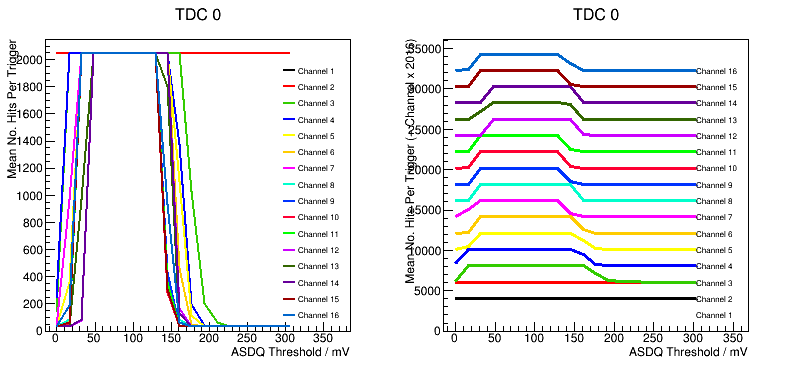 TDC 0
Mean No. Hits Per Trigger
2000
1800
1600
1400
1200
1000
800
600
400
200
0
0 50 100 150 200 250 300 350
ASDQ Threshold / mV
Channel 1
Channel 2
Channel 3
Channel 4
Channel 5
Channel 6
Channel 7
Channel 8
Channel 9
Channel 10
Channel 11
Channel 12
Channel 13
Channel 14
Channel 15
Channel 16
TDC 0
Mean No. Hits Per Trigger (+ Channel x 2016)
35000
30000
25000
20000
15000
10000
5000
0
0 50 100 150 200 250 300 350
ASDQ Threshold / mV
Channel 16
Channel 15
Channel 14
Channel 13
Channel 12
Channel 11
Channel 10
Channel 9
Channel 8
Channel 7
Channel 6
Channel 5
Channel 4
Channel 3
Channel 2
Channel 1